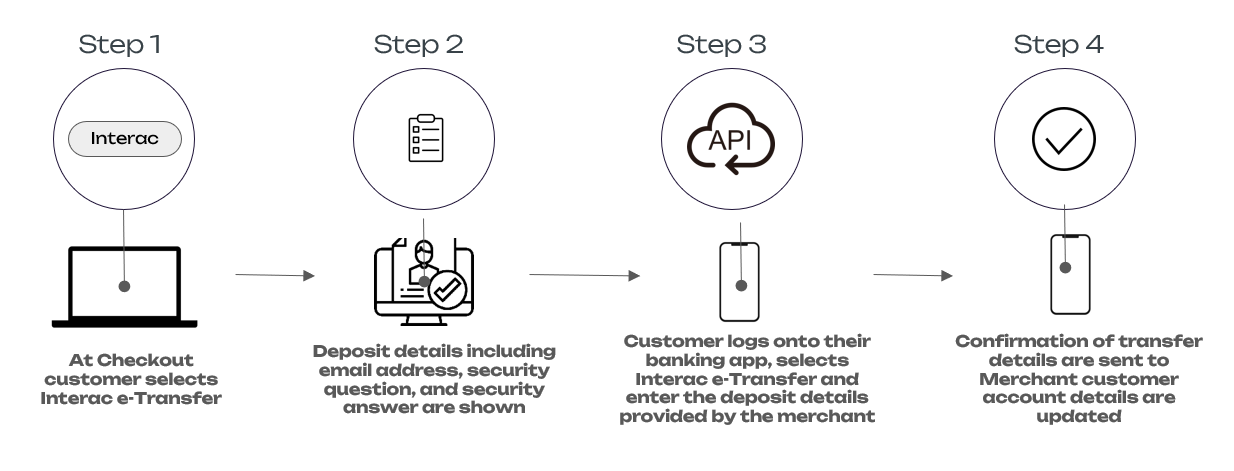 Step 1
Step 2
Step 3
Step 4
Interac
API
At Checkout
customer selects
Interac e-Transfer
Deposit details including
email address, security
question, and security
answer are shown
Customer logs onto their
banking app, selects
Interac e-Transfer and
enter the deposit details
provided by the merchant
Confirmation of transfer
details are sent to
Merchant customer
account details are
updated